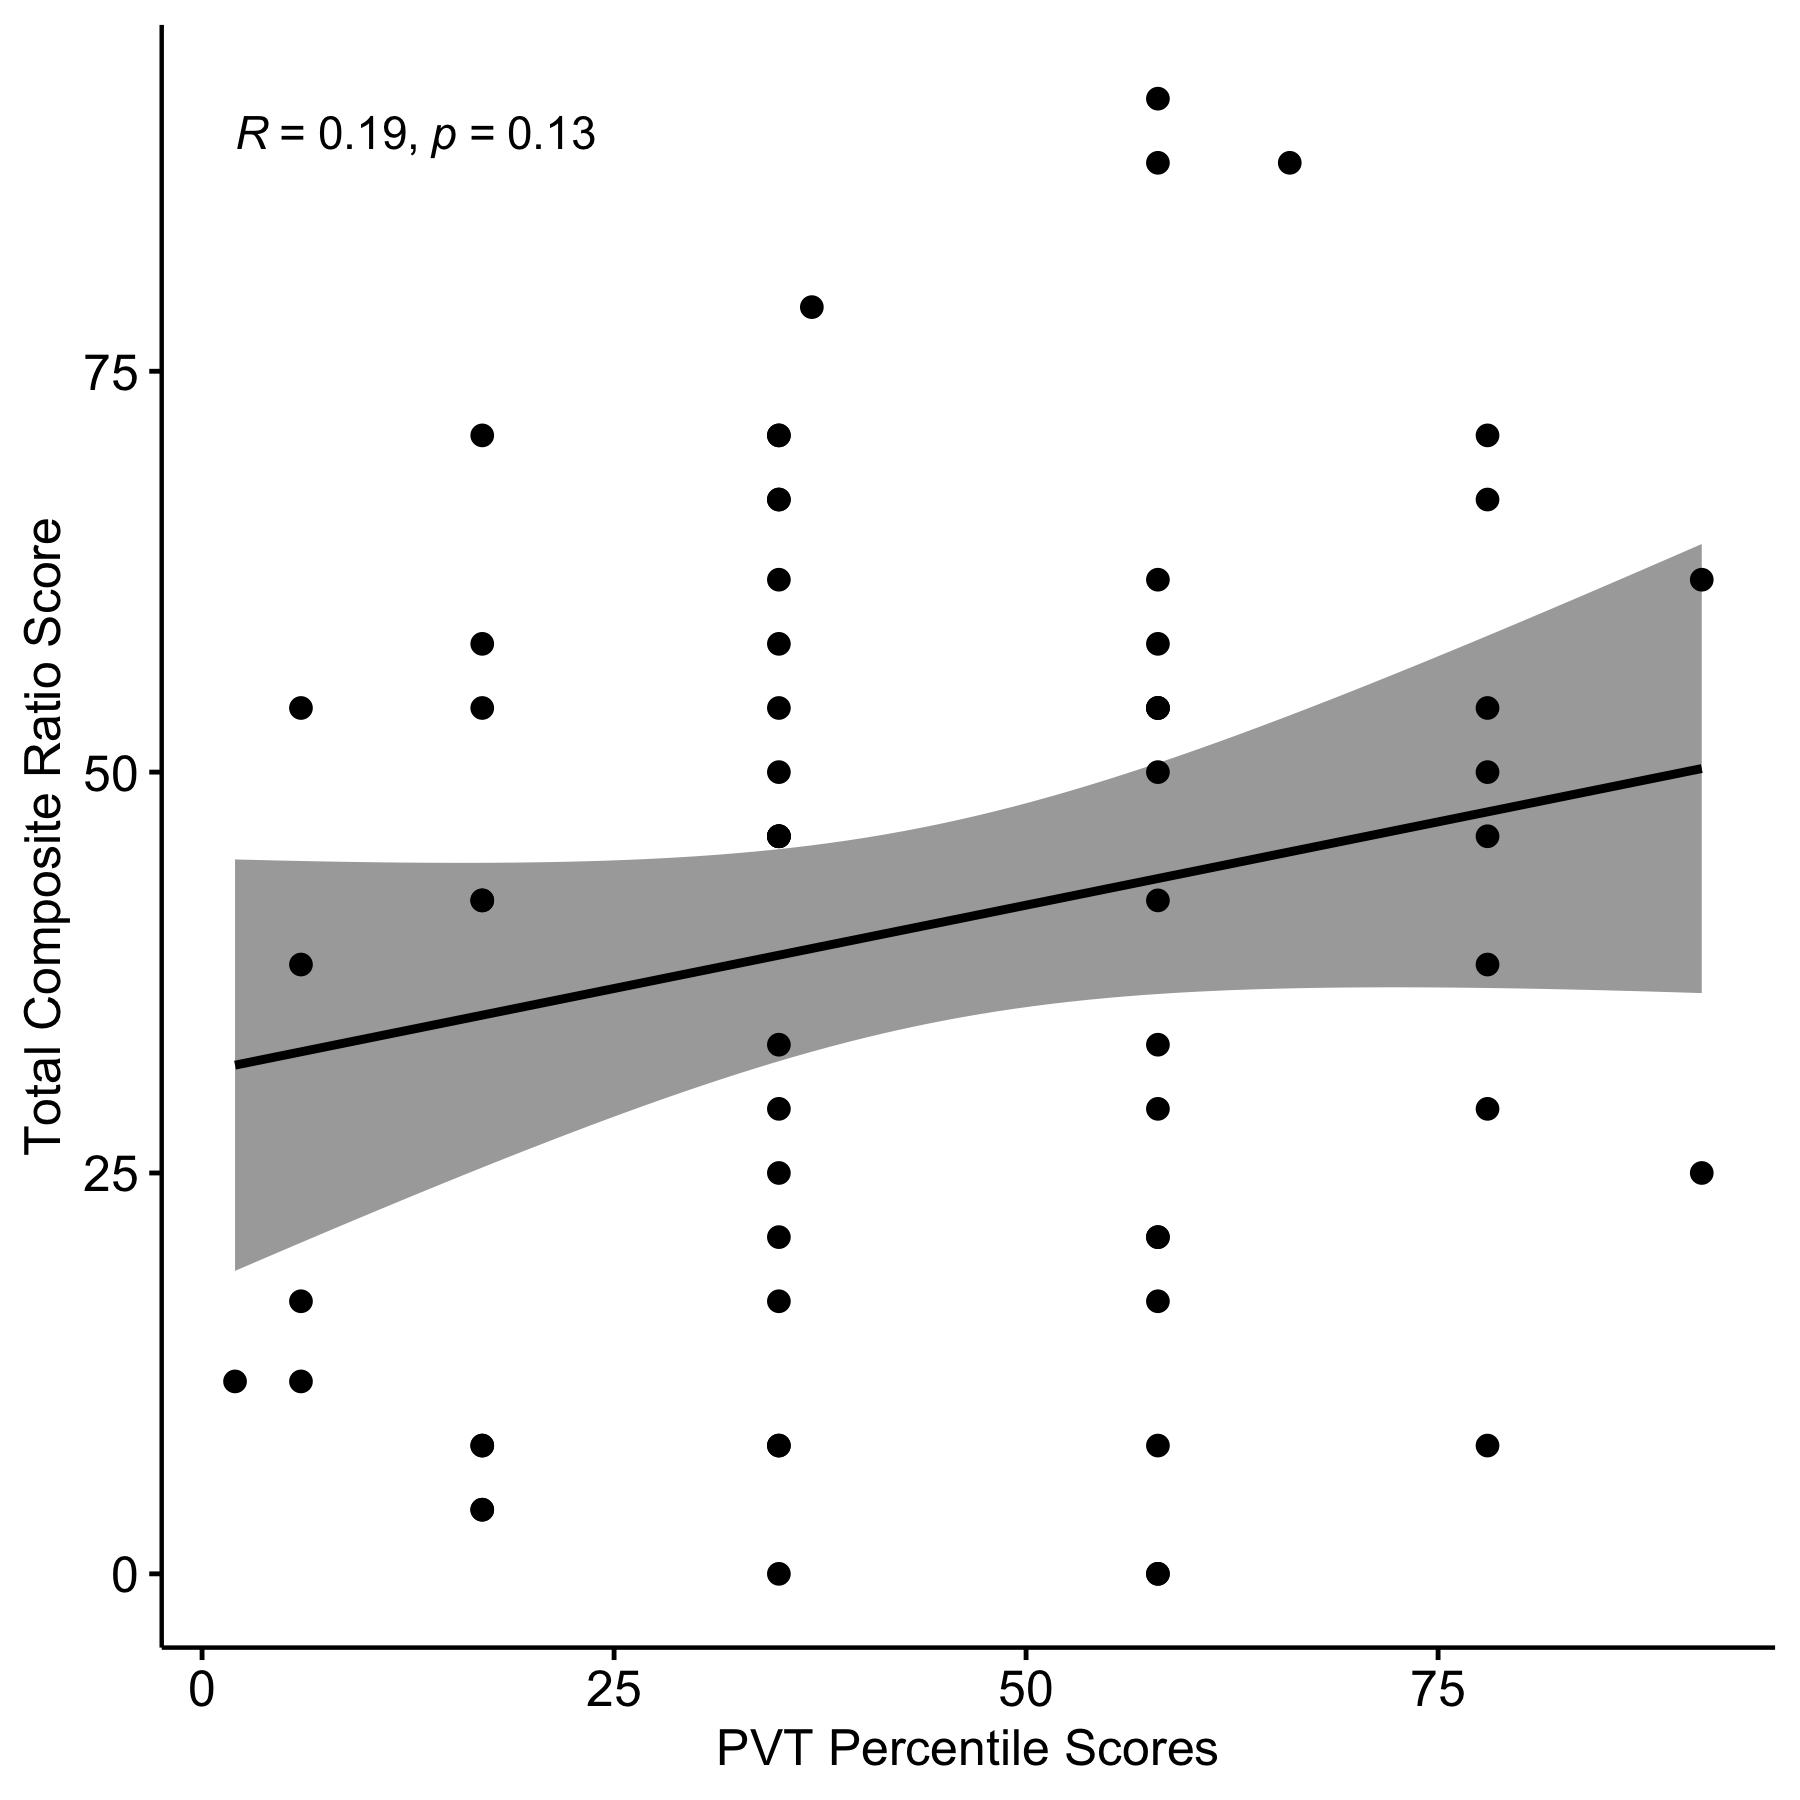 R = 0.19, p = 0.13
Total Composite Ratio Score
75
50
25
0
0 25 50 75
PVT Percentile Scores